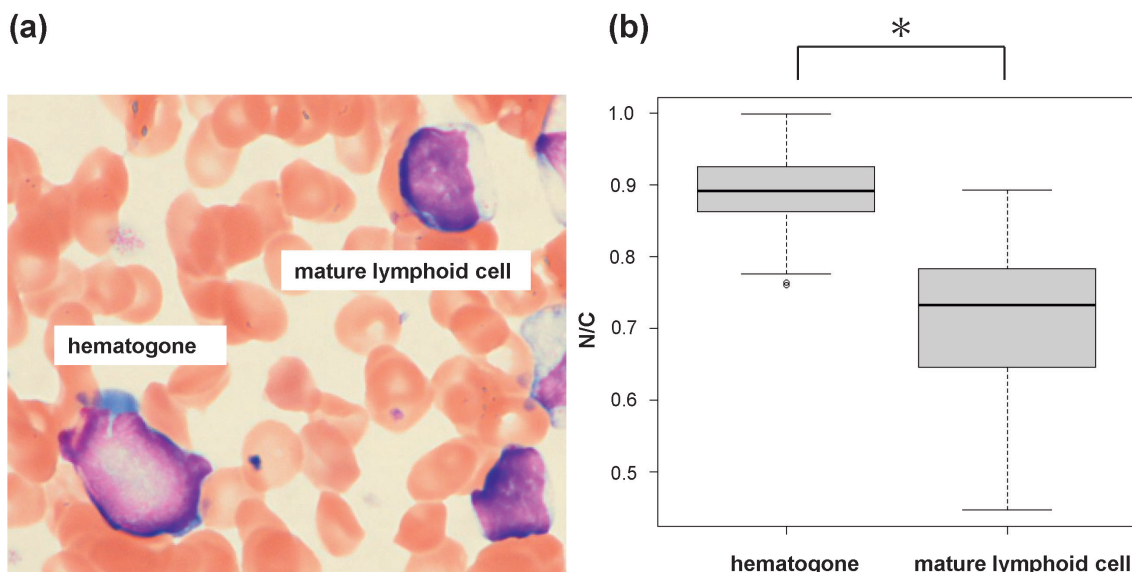 (a)
mature lymphoid cell
hematogone
(b)
*
N/C
1.0
0.9
0.8
0.7
0.6
0.5
hematogone
mature lymphoid cell